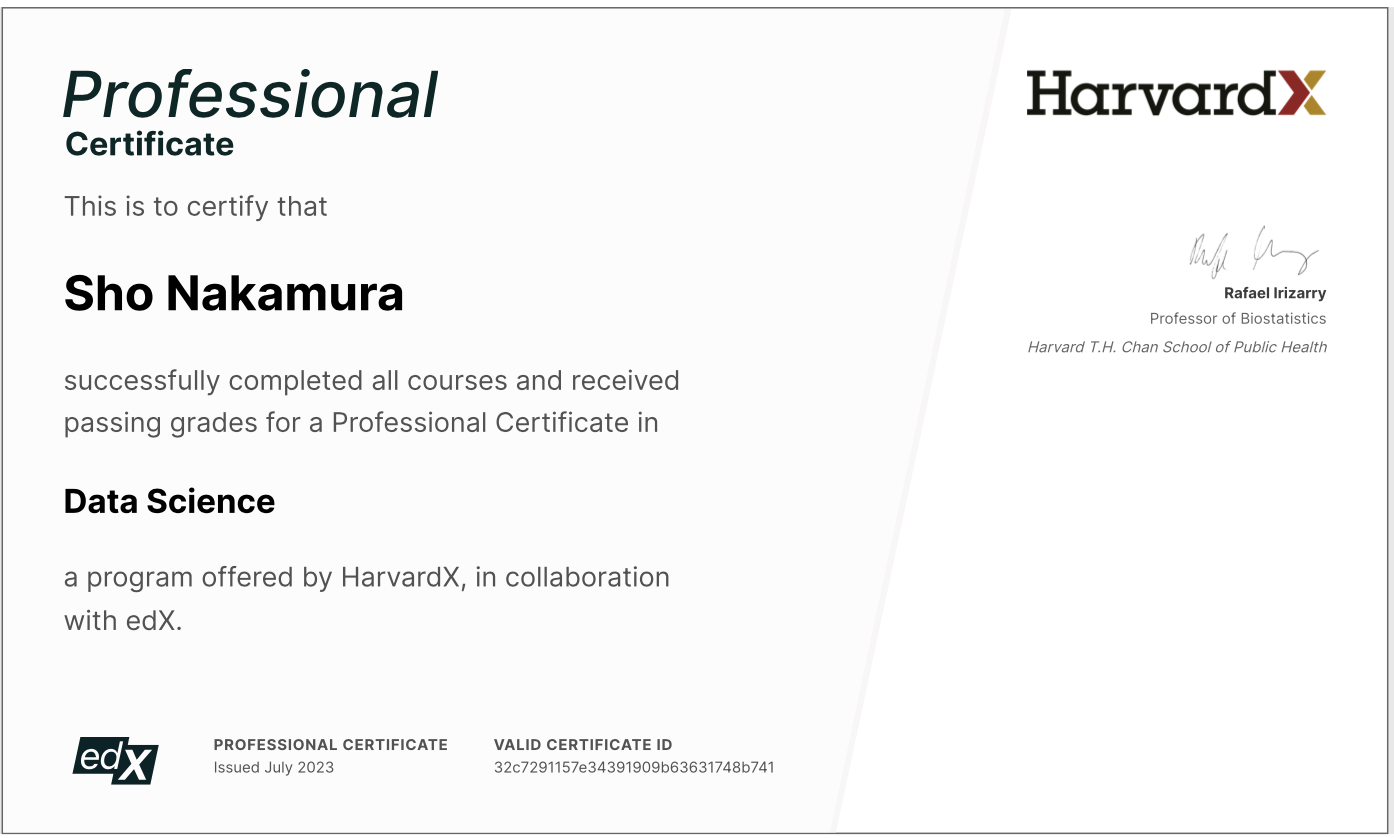 Professional
Certificate
This is to certify that
Sho Nakamura
successfully completed all courses and received
passing grades for a Professional Certificate in
Data Science
a program offered by HarvardX, in collaboration
with edX.
edX
PROFESSIONAL CERTIFICATE
Issued July 2023
VALID CERTIFICATE ID
32c7291157e34391909b63631748b741
HarvardX
Rafael Irizarry
Professor of Biostatistics
Harvard T.H. Chan School of Public Health